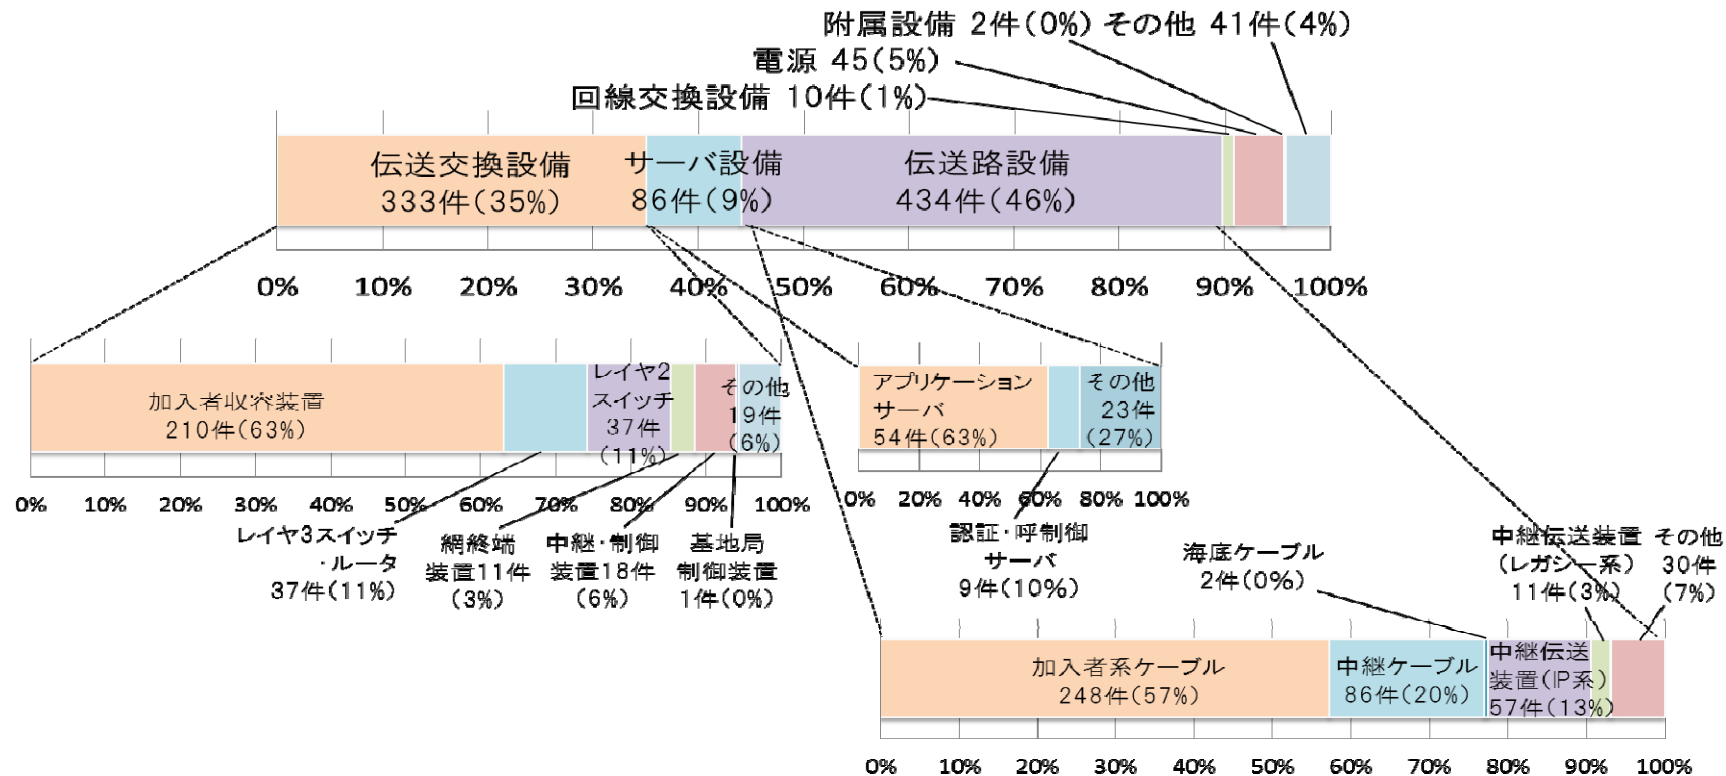 附属設備 2件(0%) その他 41件(4%)
電源 45(5%)
回線交換設備 10件(1%)
伝送交換設備
333件(35%)
サーバ設備
86件(9%)
伝送路設備
434件(46%)
0% 10% 20% 30% 40% 50% 60% 70% 80% 90% 100%
加入者収容装置
210件(63%)
レイヤ2
スイッチ
37件
(11%)
その他
19件
(6%)
0% 10% 20% 30% 40% 50% 60% 70% 80% 90% 100%
レイヤ3スイッチ
・ルータ
37件(11%)
網終端
装置11件
(3%)
中継・制御
装置18件
(6%)
基地局
制御装置
1件(0%)
アプリケーション
サーバ
54件(63%)
その他
23件
(27%)
0% 20% 40% 60% 80% 100%
認証・呼制御
サーバ
9件(10%)
海底ケーブル
2件(0%)
中継伝送装置
(レガシー系)
11件(3%)
その他
30件
(7%)
加入者系ケーブル
248件(57%)
中継ケーブル
86件(20%)
中継伝送
装置(IP系)
57件(13%)
0% 10% 20% 30% 40% 50% 60% 70% 80% 90% 100%